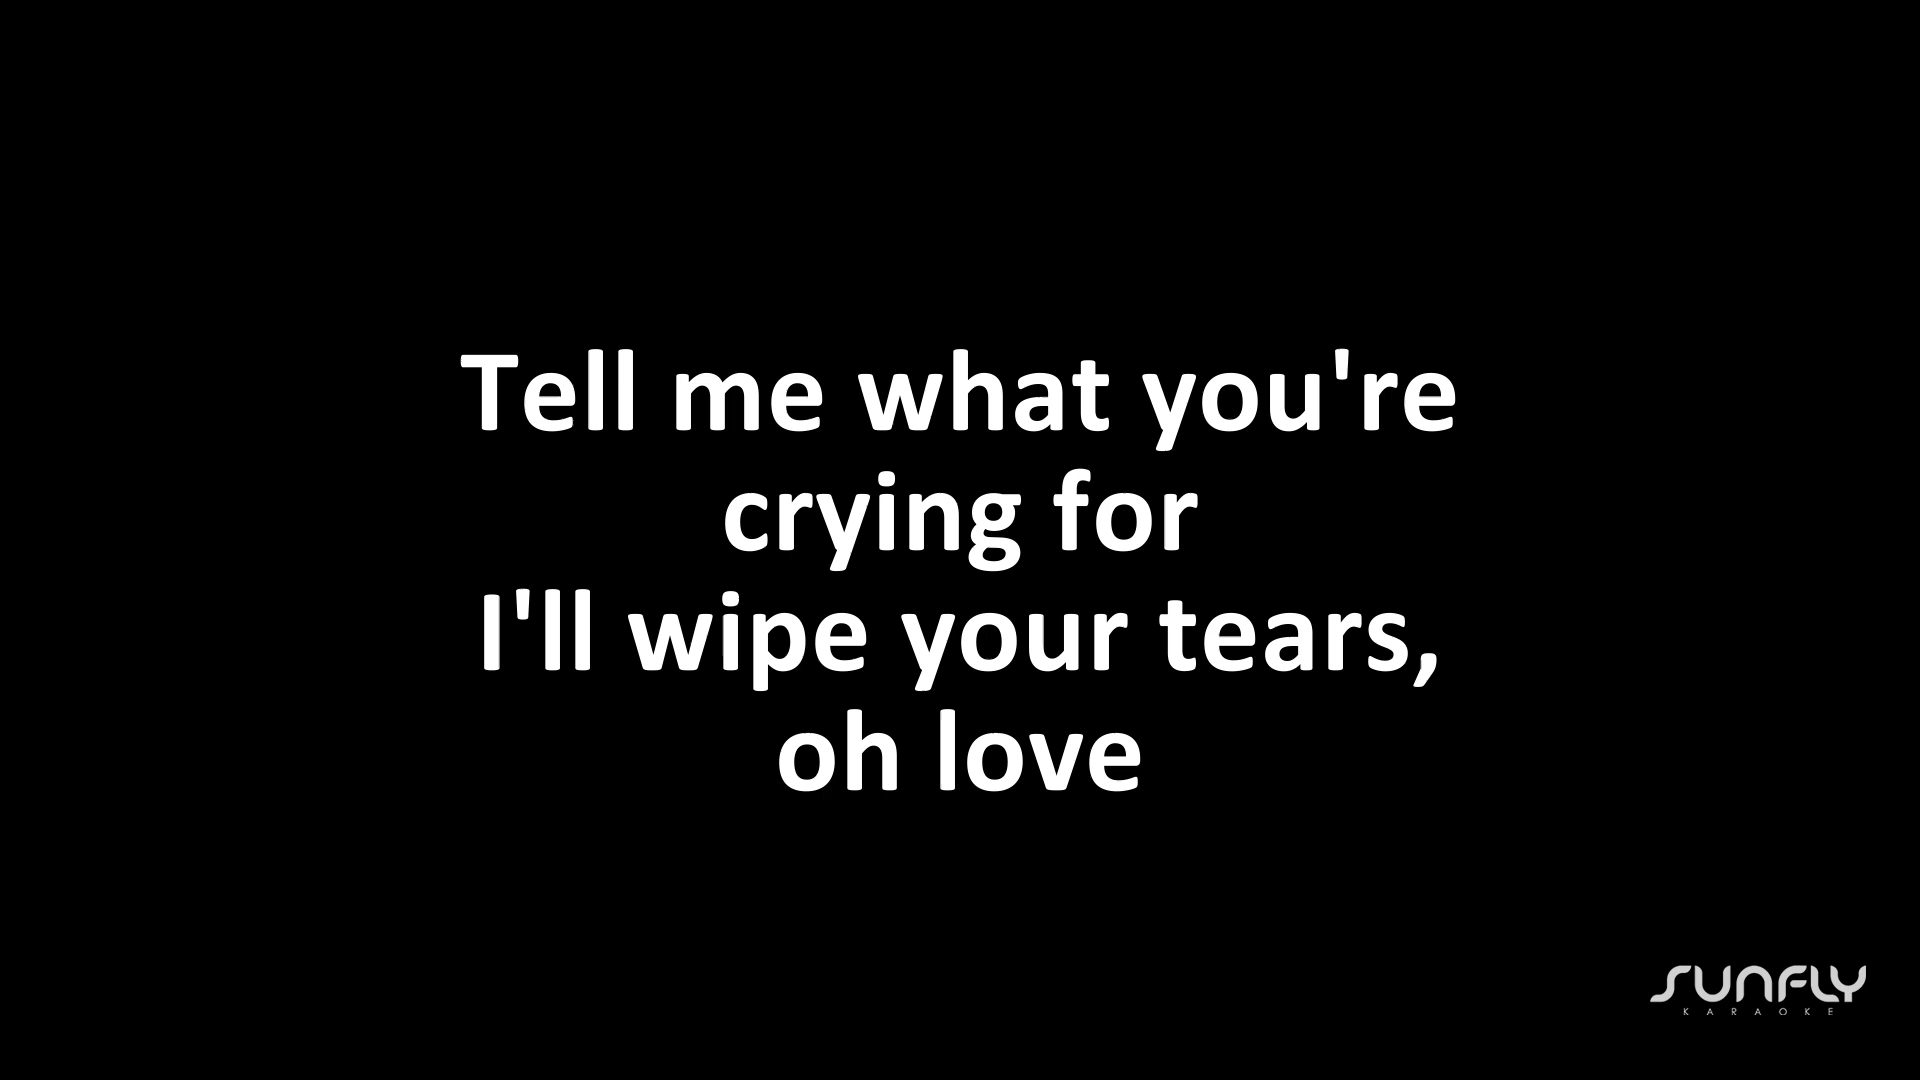 Tell me what you're
crying for
I'll wipe your tears,
oh love
SUNFLY
KARAOKE